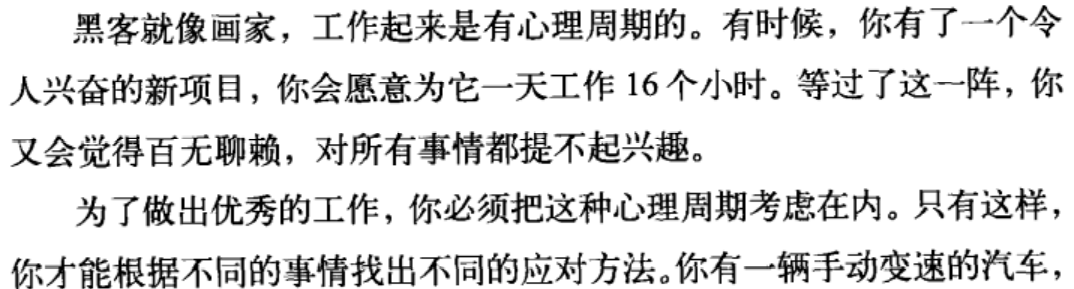 黑客就像画家，工作起来是有心理周期的。有时候，你有了一个令
人兴奋的新项目，你会愿意为它一天工作 16 个小时。等过了这一阵，你
又会觉得百无聊赖，对所有事情都提不起兴趣。
为了做出优秀的工作，你必须把这种心理周期考虑在内。只有这样，
你才能根据不同的事情找出不同的应对方法。你有一辆手动变速的汽车，